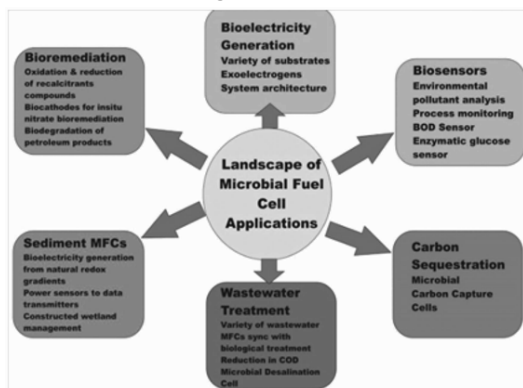 Bioelectricity
Generation
Variety of substrates
Exoelectrogens
System architecture
Bioremediation
Oxidation & reduction
of recalcitrants
compounds
Biocathodes for insitu
nitrate bioremediation
Biodegradation of
petroleum products
Biosensors
Environmental
pollutant analysis
Process monitoring
BOD Sensor
Enzymatic glucose
sensor
Landscape of
Microbial Fuel
Cell
Applications
Sediment MFCs
Bioelectricity generation
from natural redox
gradients
Power sensors to data
transmitters
Constructed wetland
management
Carbon
Sequestration
Microbial
Carbon Capture
Cells
Wastewater
Treatment
Variety of wastewater
MFCs sync with
biological treatment
Reduction in COD
Microbial Desalination
Cell